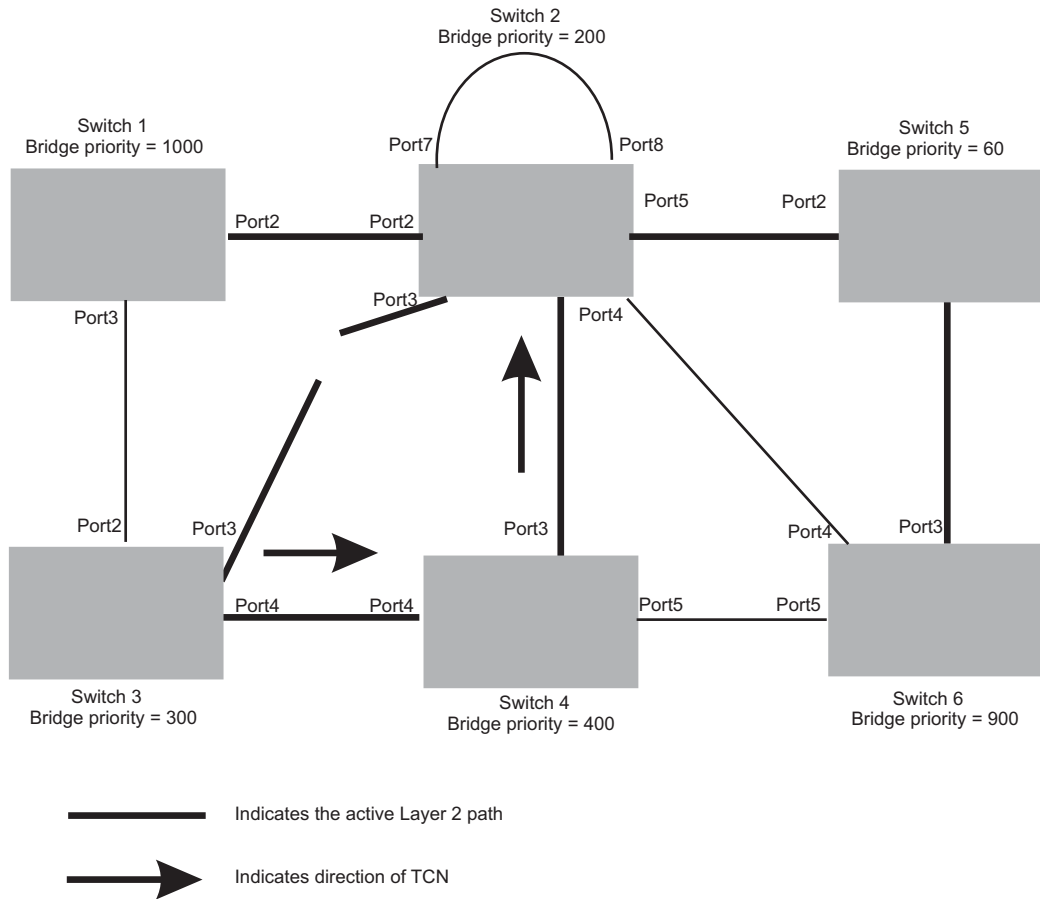 Switch 2
Bridge priority = 200
Switch 1
Bridge priority = 1000
Switch 5
Bridge priority = 60
Port7
Port8
Port2
Port2
Port5
Port2
Port3
Port3
Port4
Port2
Port3
Port3
Port4
Port3
Port4
Port4
Port5
Port5
Switch 3
Bridge priority = 300
Switch 4
Bridge priority = 400
Switch 6
Bridge priority = 900
Indicates the active Layer 2 path
Indicates direction of TCN